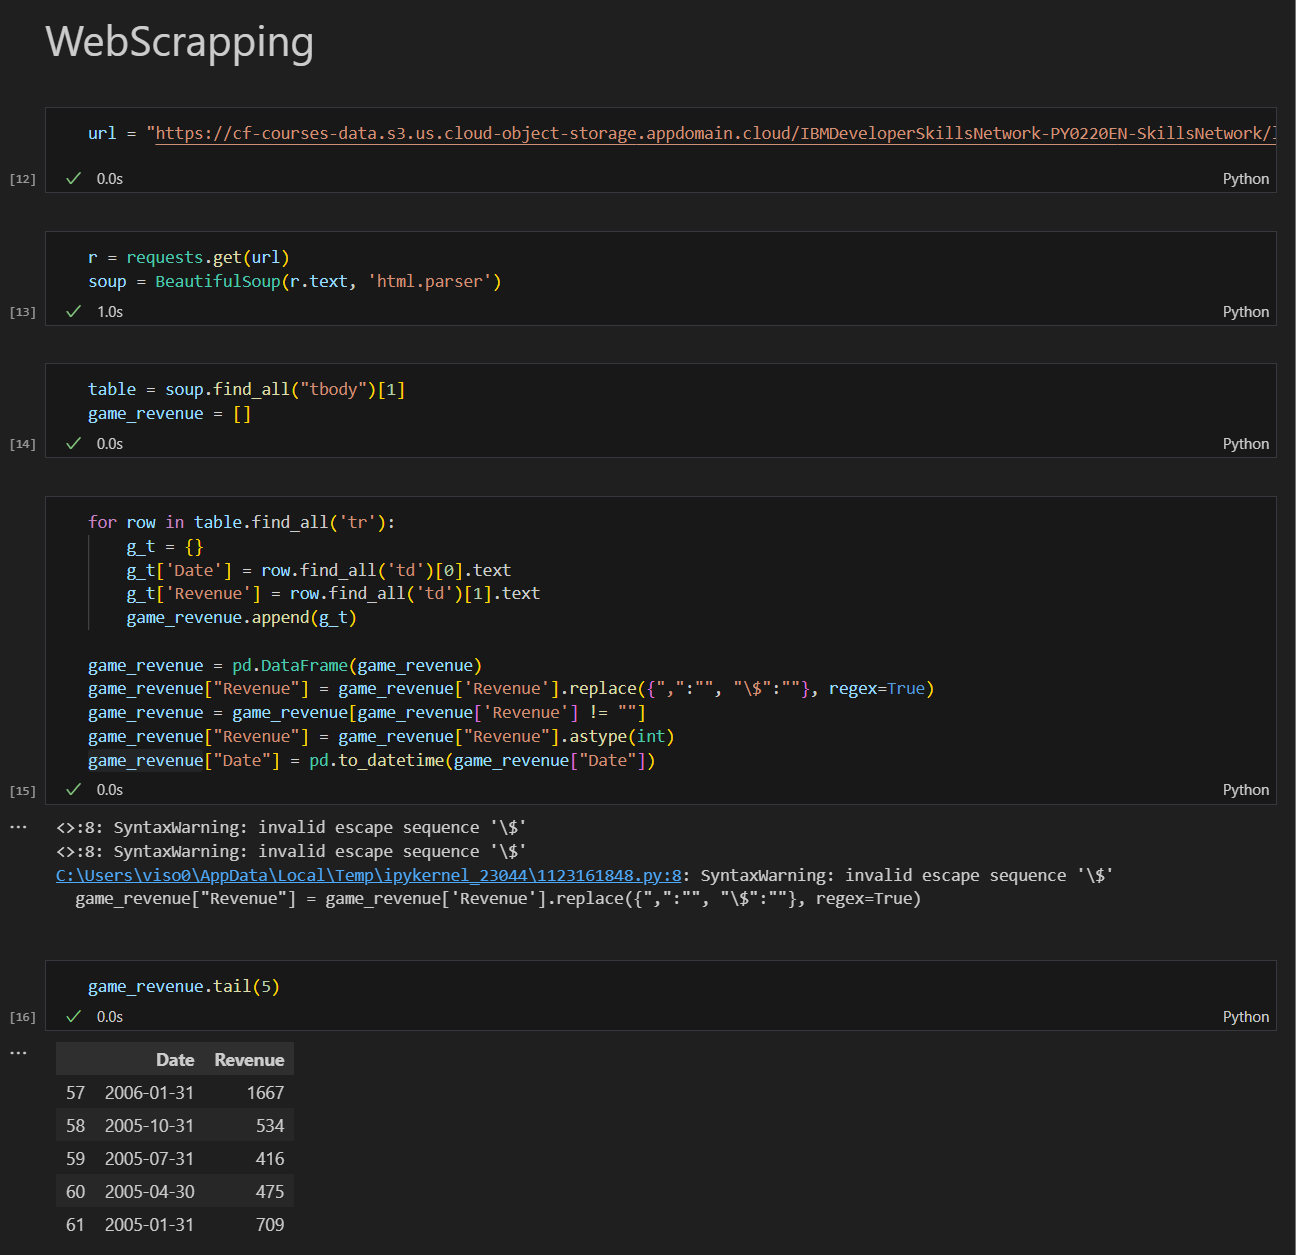 WebScrapping
url = "https://cf-courses-data.s3.us.cloud-object-storage.appdomain.cloud/IBMDeveloperSkillsNetwork-PY0220EN-SkillsNetwork/
[12] ✓ 0.0s Python
r = requests.get(url)
soup = BeautifulSoup(r.text, 'html.parser')
[13] ✓ 1.0s Python
table = soup.find_all("tbody")[1]
game_revenue = []
[14] ✓ 0.0s Python
for row in table.find_all('tr'):
    g_t = {}
    g_t['Date'] = row.find_all('td')[0].text
    g_t['Revenue'] = row.find_all('td')[1].text
    game_revenue.append(g_t)
game_revenue = pd.DataFrame(game_revenue)
game_revenue["Revenue"] = game_revenue['Revenue'].replace({",":"", "\$":""}, regex=True)
game_revenue = game_revenue[game_revenue['Revenue'] != ""]
game_revenue["Revenue"] = game_revenue["Revenue"].astype(int)
game_revenue["Date"] = pd.to_datetime(game_revenue["Date"])
[15] ✓ 0.0s Python
... <>:8: SyntaxWarning: invalid escape sequence '\$'
<>:8: SyntaxWarning: invalid escape sequence '\$'
C:\Users\viso0\AppData\Local\Temp\ipykernel_23044\1123161848.py:8: SyntaxWarning: invalid escape sequence '\$'
  game_revenue["Revenue"] = game_revenue['Revenue'].replace({",":"", "\$":""}, regex=True)
game_revenue.tail(5)
[16] ✓ 0.0s Python
...
Date Revenue
57 2006-01-31 1667
58 2005-10-31 534
59 2005-07-31 416
60 2005-04-30 475
61 2005-01-31 709